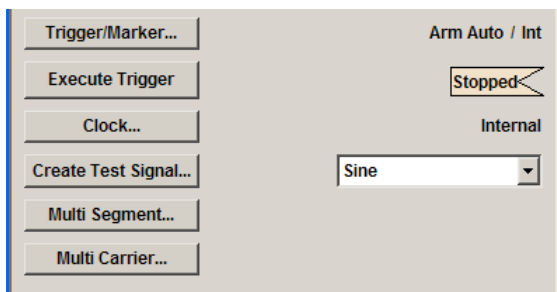 Trigger/Marker... Arm Auto / Int
Execute Trigger Stopped
Clock... Internal
Create Test Signal... Sine
Multi Segment...
Multi Carrier...